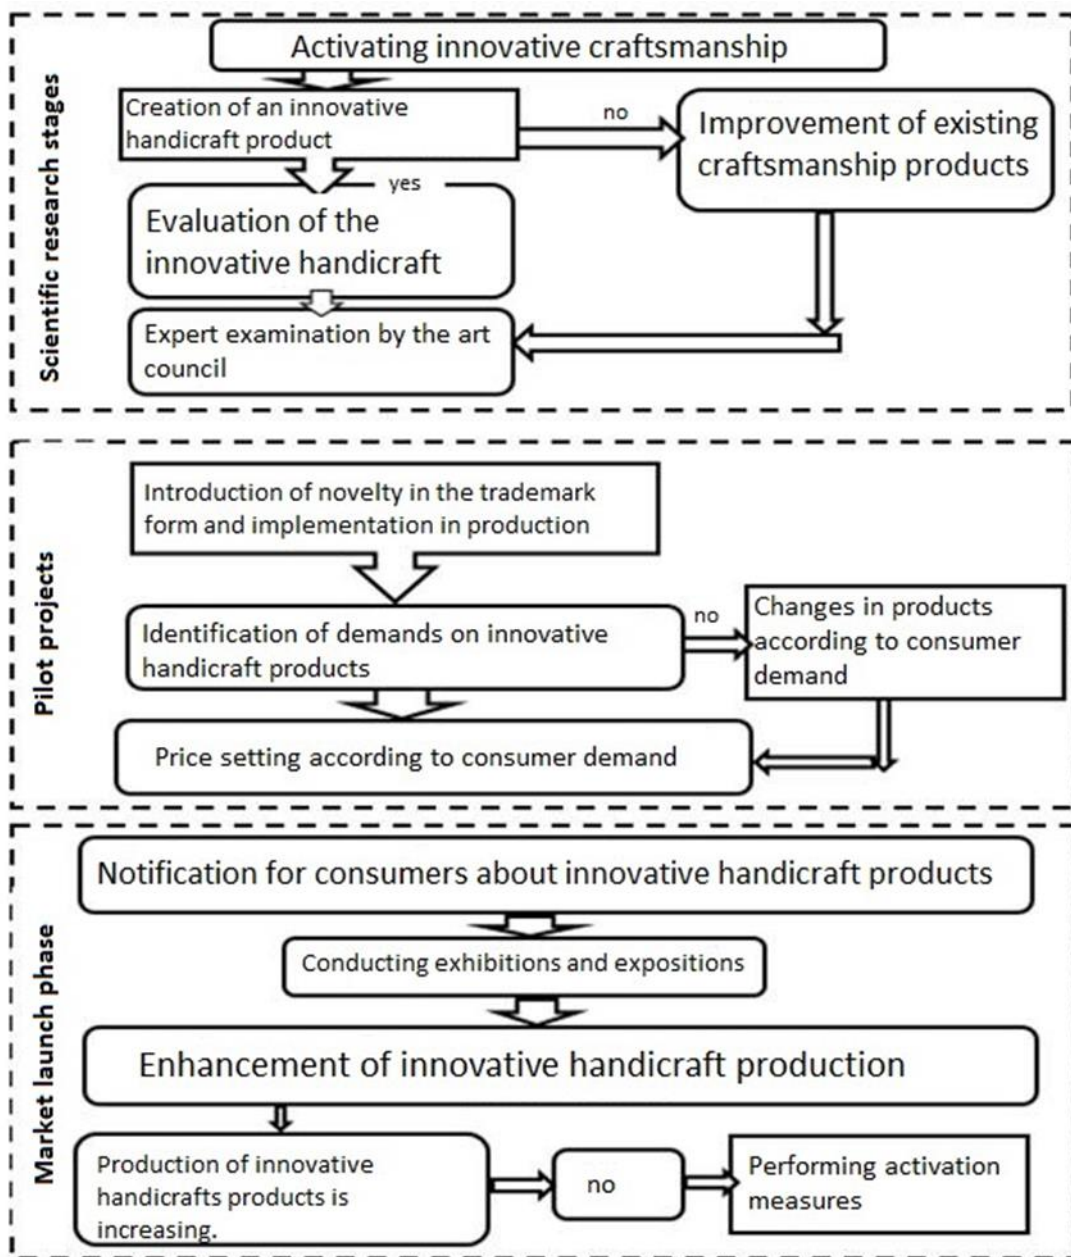 Scientific research stages
Activating innovative craftsmanship
Creation of an innovative
handicraft product
no
Improvement of existing
craftsmanship products
yes
Evaluation of the
innovative handicraft
Expert examination by the art
council
Pilot projects
Introduction of novelty in the trademark
form and implementation in production
Identification of demands on innovative
handicraft products
no
Changes in products
according to consumer
demand
Price setting according to consumer demand
Market launch phase
Notification for consumers about innovative handicraft products
Conducting exhibitions and expositions
Enhancement of innovative handicraft production
Production of innovative
handicrafts products is
increasing.
no
Performing activation
measures